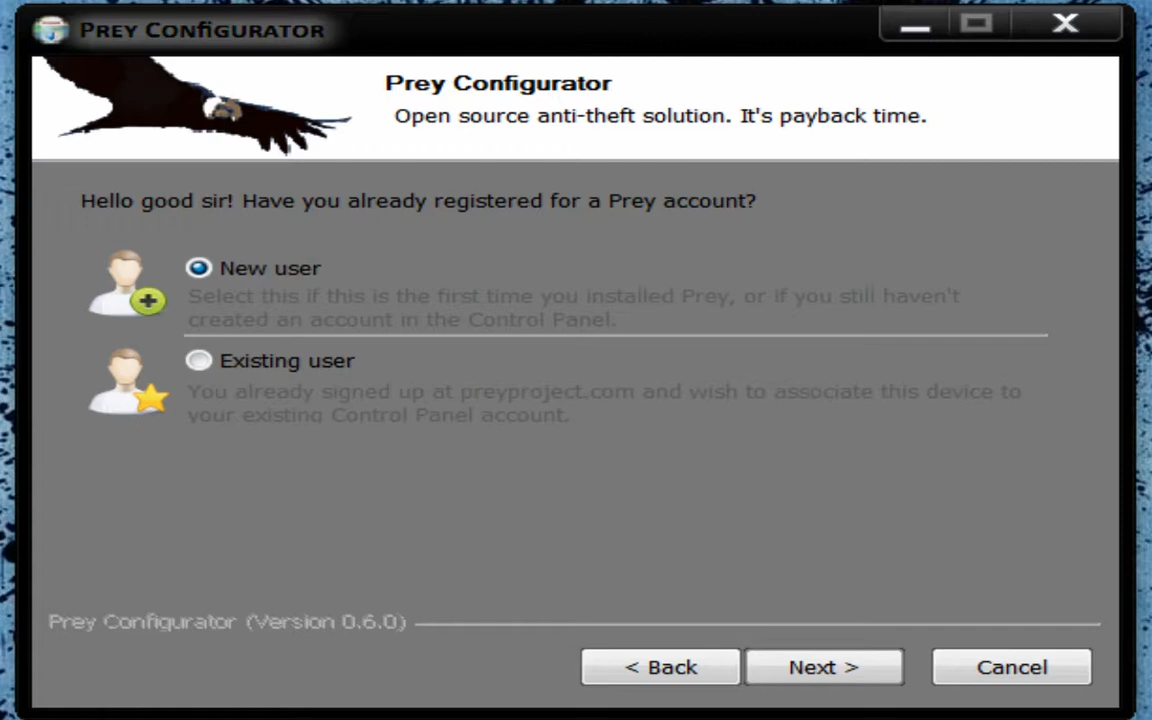 Prey Configurator
Prey Configurator
Open source anti-theft solution. It's payback time.
Hello good sir! Have you already registered for a Prey account?
New user
Select this if this is the first time you installed Prey, or if you still haven't
created an account in the Control Panel.
Existing user
You already signed up at preyproject.com and wish to associate this device to
your existing Control Panel account.
Prey Configurator (Version 0.6.0)
< Back Next > Cancel